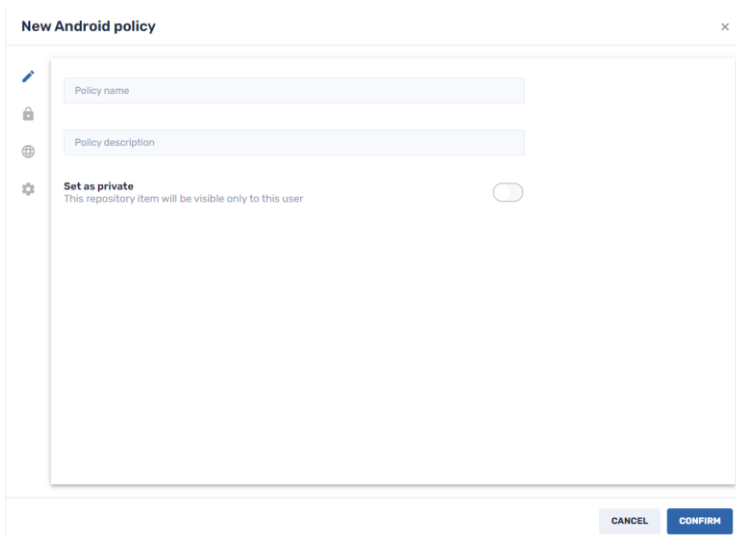 New Android policy
Policy name
Policy description
Set as private
This repository item will be visible only to this user
CANCEL
CONFIRM